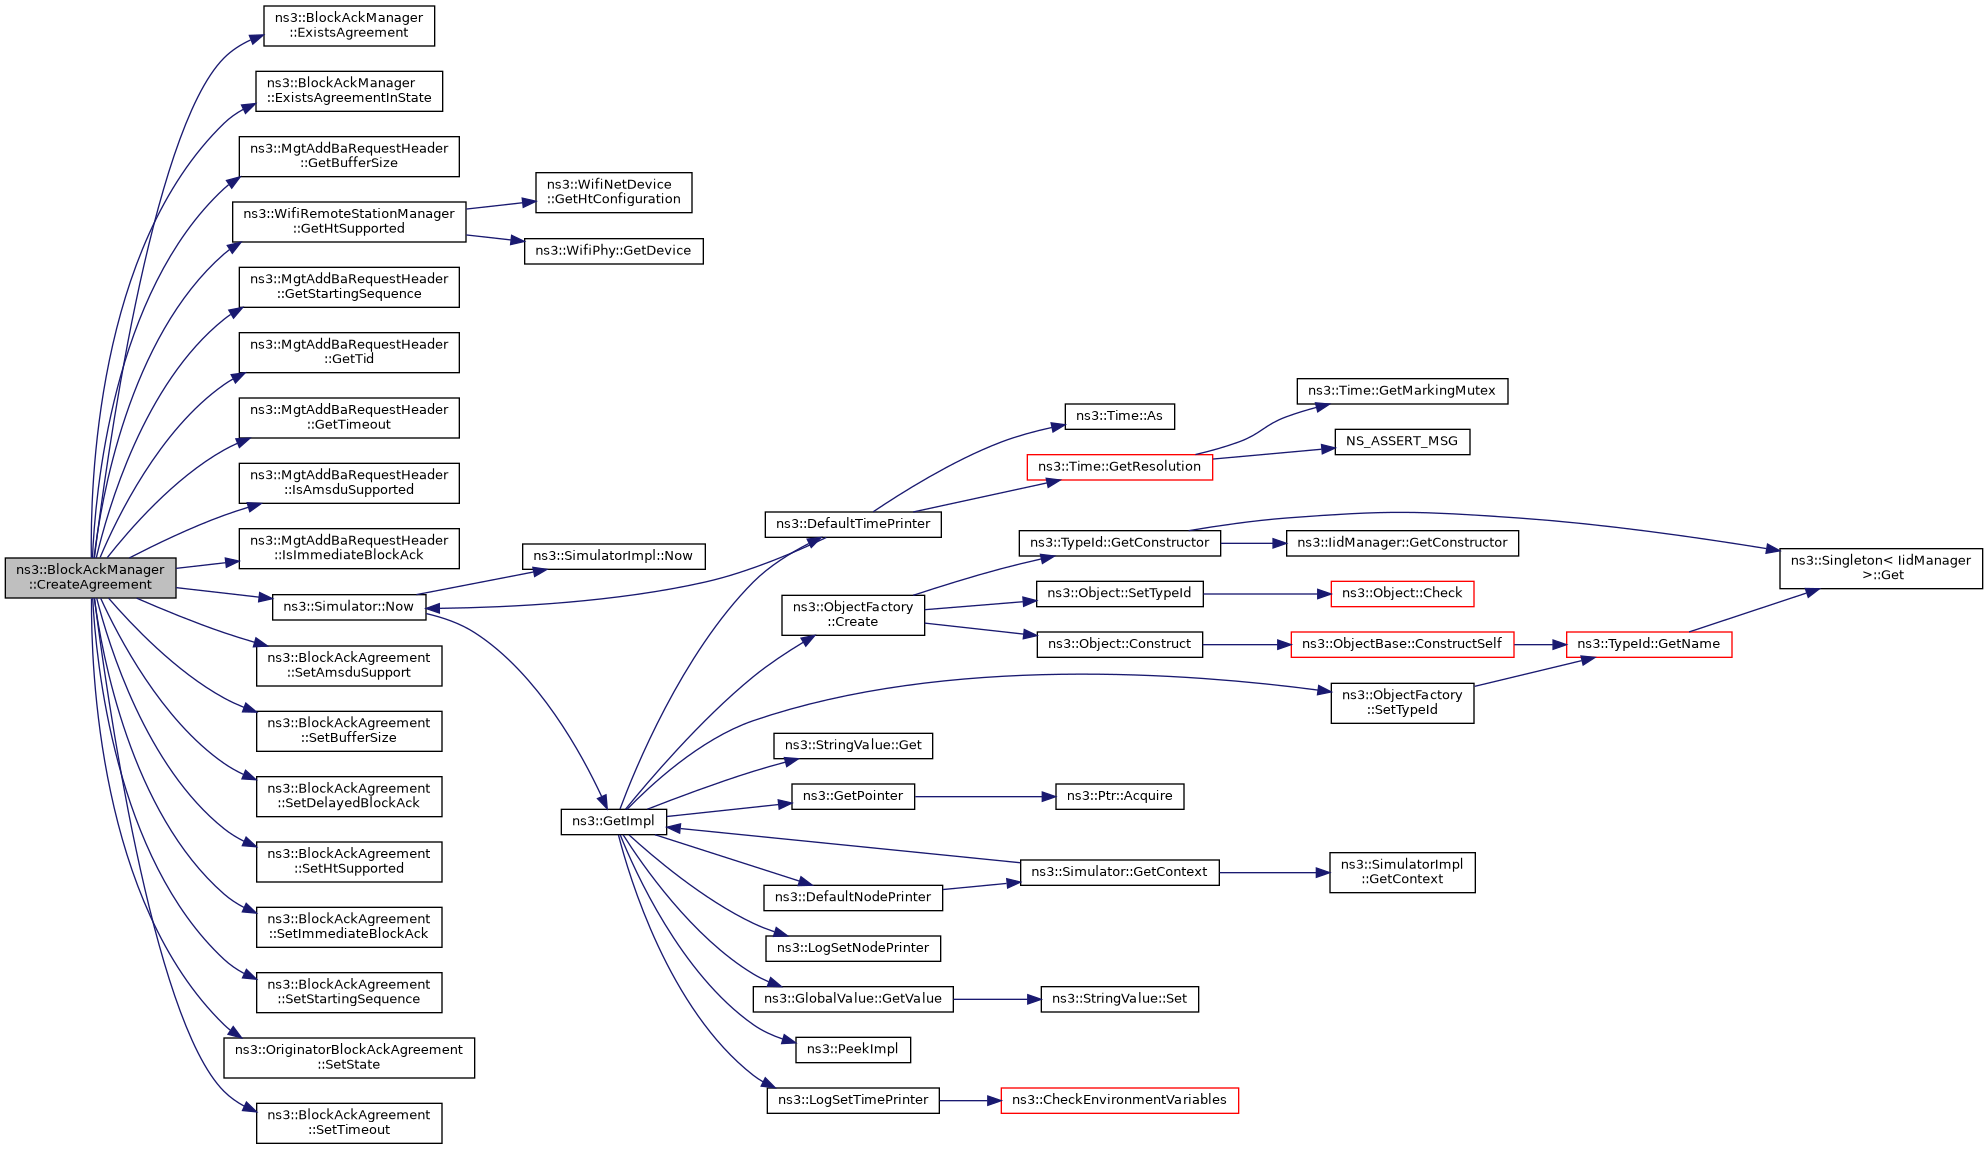 ns3::BlockAckManager
::CreateAgreement
ns3::BlockAckManager
::ExistsAgreement
ns3::BlockAckManager
::ExistsAgreementInState
ns3::MgtAddBaRequestHeader
::GetBufferSize
ns3::WifiRemoteStationManager
::GetHtSupported
ns3::MgtAddBaRequestHeader
::GetStartingSequence
ns3::MgtAddBaRequestHeader
::GetTid
ns3::MgtAddBaRequestHeader
::GetTimeout
ns3::MgtAddBaRequestHeader
::IsAmsduSupported
ns3::MgtAddBaRequestHeader
::IsImmediateBlockAck
ns3::Simulator::Now
ns3::BlockAckAgreement
::SetAmsduSupport
ns3::BlockAckAgreement
::SetBufferSize
ns3::BlockAckAgreement
::SetDelayedBlockAck
ns3::BlockAckAgreement
::SetHtSupported
ns3::BlockAckAgreement
::SetImmediateBlockAck
ns3::BlockAckAgreement
::SetStartingSequence
ns3::OriginatorBlockAckAgreement
::SetState
ns3::BlockAckAgreement
::SetTimeout
ns3::WifiNetDevice
::GetHtConfiguration
ns3::WifiPhy::GetDevice
ns3::SimulatorImpl::Now
ns3::GetImpl
ns3::DefaultTimePrinter
ns3::ObjectFactory
::Create
ns3::StringValue::Get
ns3::GetPointer
ns3::DefaultNodePrinter
ns3::LogSetNodePrinter
ns3::GlobalValue::GetValue
ns3::PeekImpl
ns3::LogSetTimePrinter
ns3::Time::As
ns3::Time::GetResolution
ns3::TypeId::GetConstructor
ns3::Object::SetTypeId
ns3::Object::Construct
ns3::Ptr::Acquire
ns3::Simulator::GetContext
ns3::StringValue::Set
ns3::CheckEnvironmentVariables
ns3::Time::GetMarkingMutex
NS_ASSERT_MSG
ns3::IidManager::GetConstructor
ns3::Object::Check
ns3::ObjectBase::ConstructSelf
ns3::ObjectFactory
::SetTypeId
ns3::SimulatorImpl
::GetContext
ns3::TypeId::GetName
ns3::Singleton< IidManager
>::Get